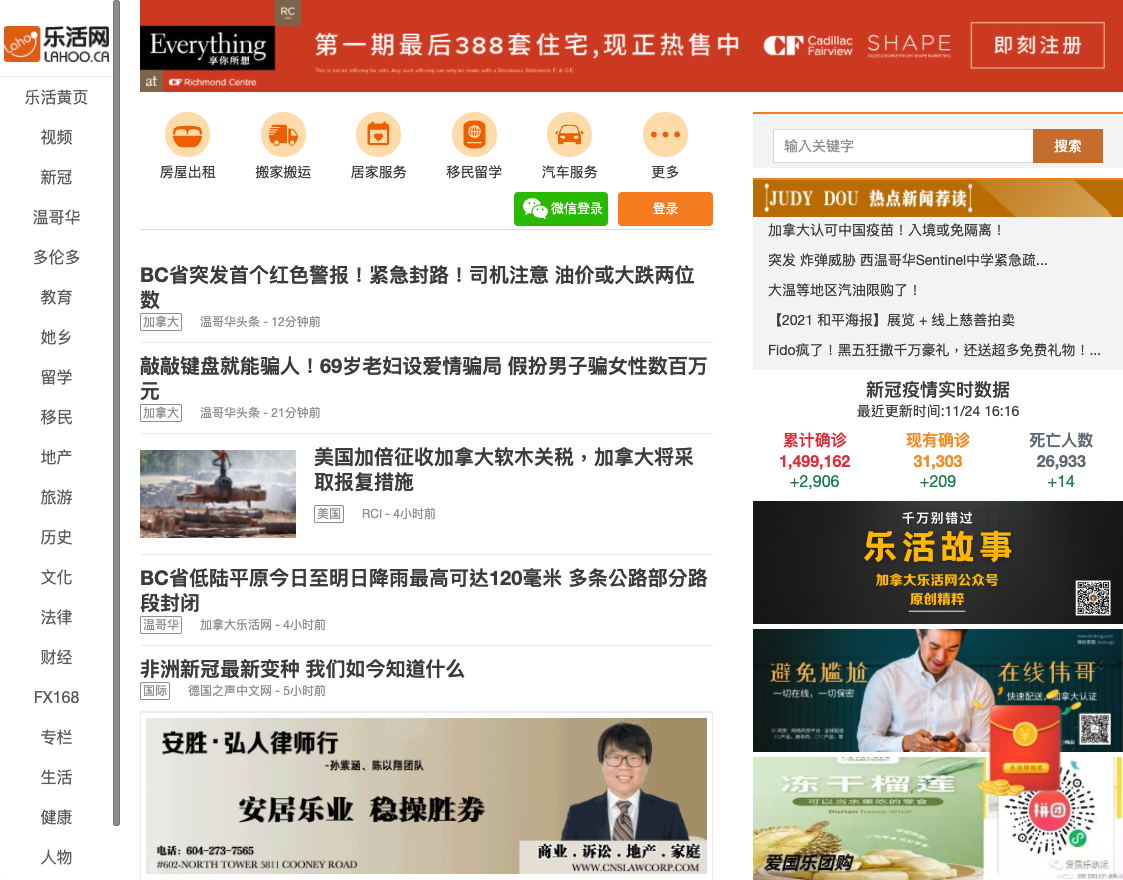 Laho
乐活网
LAHOO.CA
乐活黄页
视频
新冠
温哥华
多伦多
教育
她乡
留学
移民
地产
旅游
历史
文化
法律
财经
FX168
专栏
生活
健康
人物
RC
Everything
享你所想
at CF Richmond Centre
第一期最后388套住宅,现正热售中
This is not an offering for sale. Any such offering can only be made with a Disclosure Statement. E. & O.E.
CF Cadillac Fairview
SHAPE
即刻注册
房屋出租
搬家搬运
居家服务
移民留学
汽车服务
更多
微信登录
登录
BC省突发首个红色警报！紧急封路！司机注意 油价或大跌两位
数
加拿大 温哥华头条 - 12分钟前
敲敲键盘就能骗人！69岁老妇设爱情骗局 假扮男子骗女性数百万
元
加拿大 温哥华头条 - 21分钟前
美国加倍征收加拿大软木关税，加拿大将采
取报复措施
美国 RCI - 4小时前
BC省低陆平原今日至明日降雨最高可达120毫米 多条公路部分路
段封闭
温哥华 加拿大乐活网 - 4小时前
非洲新冠最新变种 我们如今知道什么
国际 德国之声中文网 - 5小时前
安胜·弘人律师行
-孙紫涵、陈以翔团队
安居乐业 稳操胜券
电话: 604-273-7565
#602-NORTH TOWER 5811 COONEY ROAD
商业 . 诉讼 . 地产 . 家庭
WWW.CNSLAWCORP.COM
输入关键字
搜索
JUDY DOU 热点新闻荐读
加拿大认可中国疫苗！入境或免隔离！
突发 炸弹威胁 西温哥华Sentinel中学紧急疏...
大温等地区汽油限购了！
【2021 和平海报】展览 + 线上慈善拍卖
Fido疯了！黑五狂撒千万豪礼，还送超多免费礼物！...
新冠疫情实时数据
最近更新时间:11/24 16:16
累计确诊 现有确诊 死亡人数
1,499,162 31,303 26,933
+2,906 +209 +14
千万别错过
乐活故事
加拿大乐活网公众号
原创精粹
避免尴尬
一切在线，一切保密
在线伟哥
快速配送，加拿大认证
冻干榴莲
可以当水果吃的零食
Durian freeze-dried
爱国乐团购
拼团
爱国乐热活